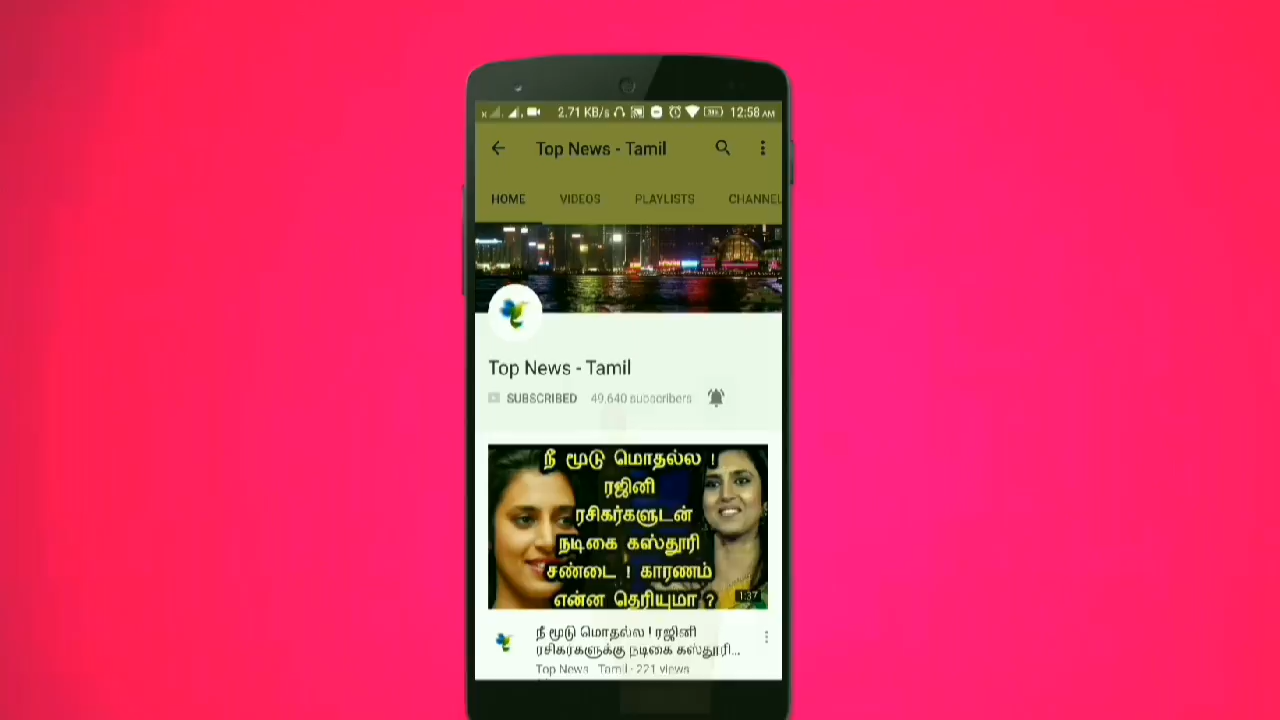 2.71 KB/s 12:58 AM
Top News - Tamil
HOME VIDEOS PLAYLISTS CHANNEL
Top News - Tamil
SUBSCRIBED 49,640 subscribers
நீ மூடு மொதல்ல !
ரஜினி
ரசிகர்களுடன்
நடிகை கஸ்தூரி
சண்டை ! காரணம்
என்ன தெரியுமா ?
1:37
நீ மூடு மொதல்ல ! ரஜினி
ரசிகர்களுக்கு நடிகை கஸ்தூரி...
Top News - Tamil · 221 views